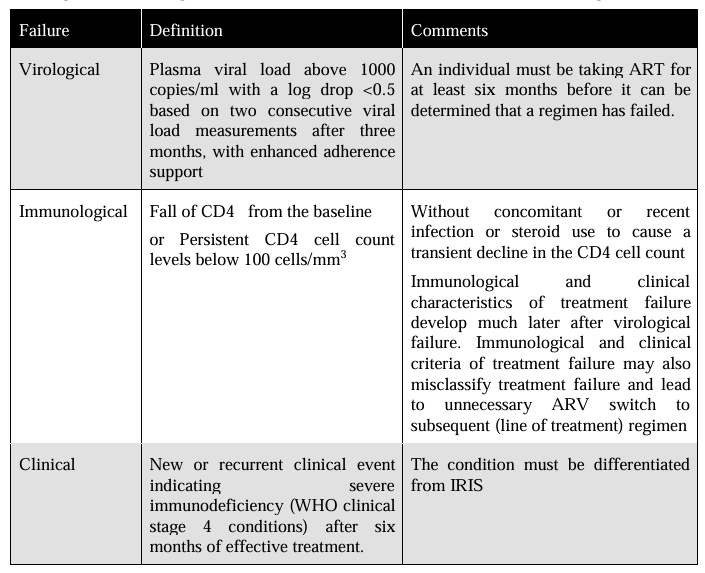 Failure
Definition
Comments
Virological
Plasma viral load above 1000
copies/ml with a log drop <0.5
based on two consecutive viral
load measurements after three
months, with enhanced adherence
support
An individual must be taking ART for
at least six months before it can be
determined that a regimen has failed.
Immunological
Fall of CD4 from the baseline
or Persistent CD4 cell count
levels below 100 cells/mm³
Without concomitant or recent
infection or steroid use to cause a
transient decline in the CD4 cell count
Immunological and clinical
characteristics of treatment failure
develop much later after virological
failure. Immunological and clinical
criteria of treatment failure may also
misclassify treatment failure and lead
to unnecessary ARV switch to
subsequent (line of treatment) regimen
Clinical
New or recurrent clinical event
indicating severe
immunodeficiency (WHO clinical
stage 4 conditions) after six
months of effective treatment.
The condition must be differentiated
from IRIS